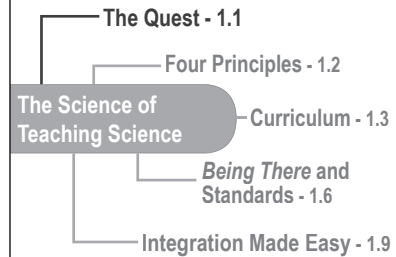 The Quest - 1.1
Four Principles - 1.2
The Science of
Teaching Science
Curriculum - 1.3
Being There and
Standards - 1.6
Integration Made Easy - 1.9